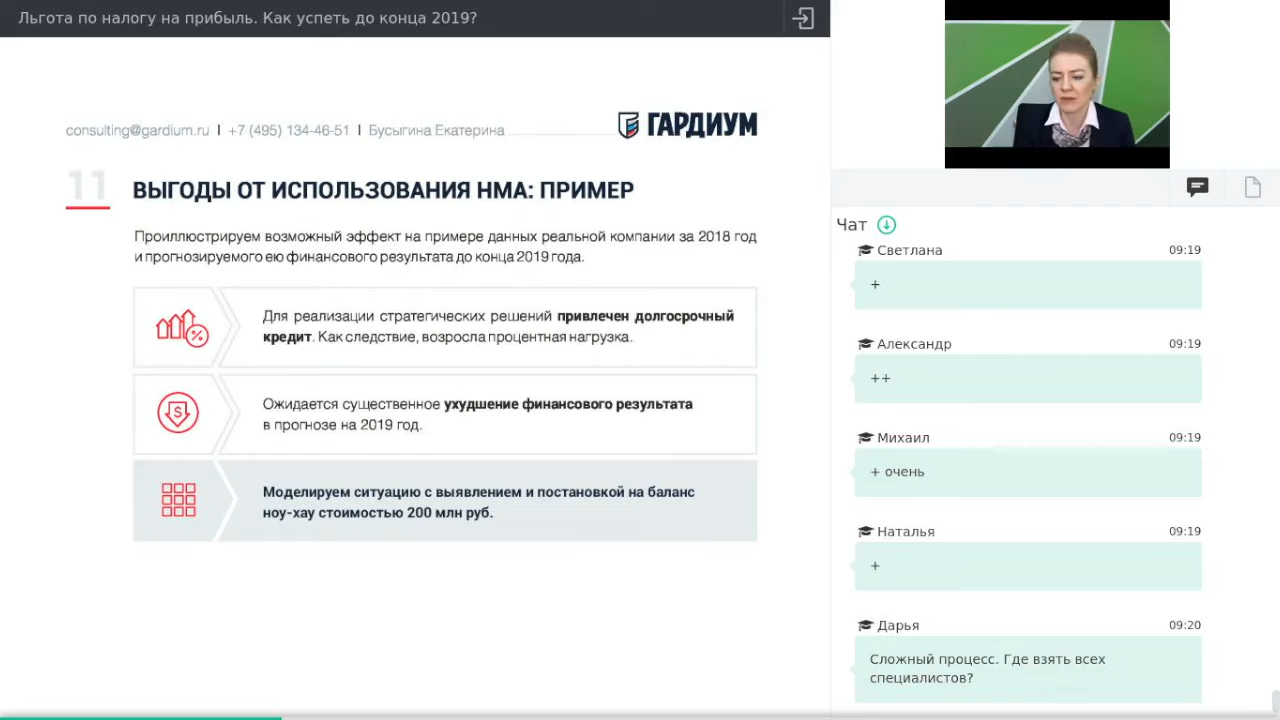 Льгота по налогу на прибыль. Как успеть до конца 2019?
consulting@gardium.ru | +7 (495) 134-46-51 | Бусыгина Екатерина
ГАРДИУМ
11
ВЫГОДЫ ОТ ИСПОЛЬЗОВАНИЯ НМА: ПРИМЕР
Проиллюстрируем возможный эффект на примере данных реальной компании за 2018 год
и прогнозируемого ею финансового результата до конца 2019 года.
Для реализации стратегических решений привлечен долгосрочный
кредит. Как следствие, возросла процентная нагрузка.
Ожидается существенное ухудшение финансового результата
в прогнозе на 2019 год.
Моделируем ситуацию с выявлением и постановкой на баланс
ноу-хау стоимостью 200 млн руб.
Чат
Светлана 09:19
+
Александр 09:19
++
Михаил 09:19
+ очень
Наталья 09:19
+
Дарья 09:20
Сложный процесс. Где взять всех
специалистов?